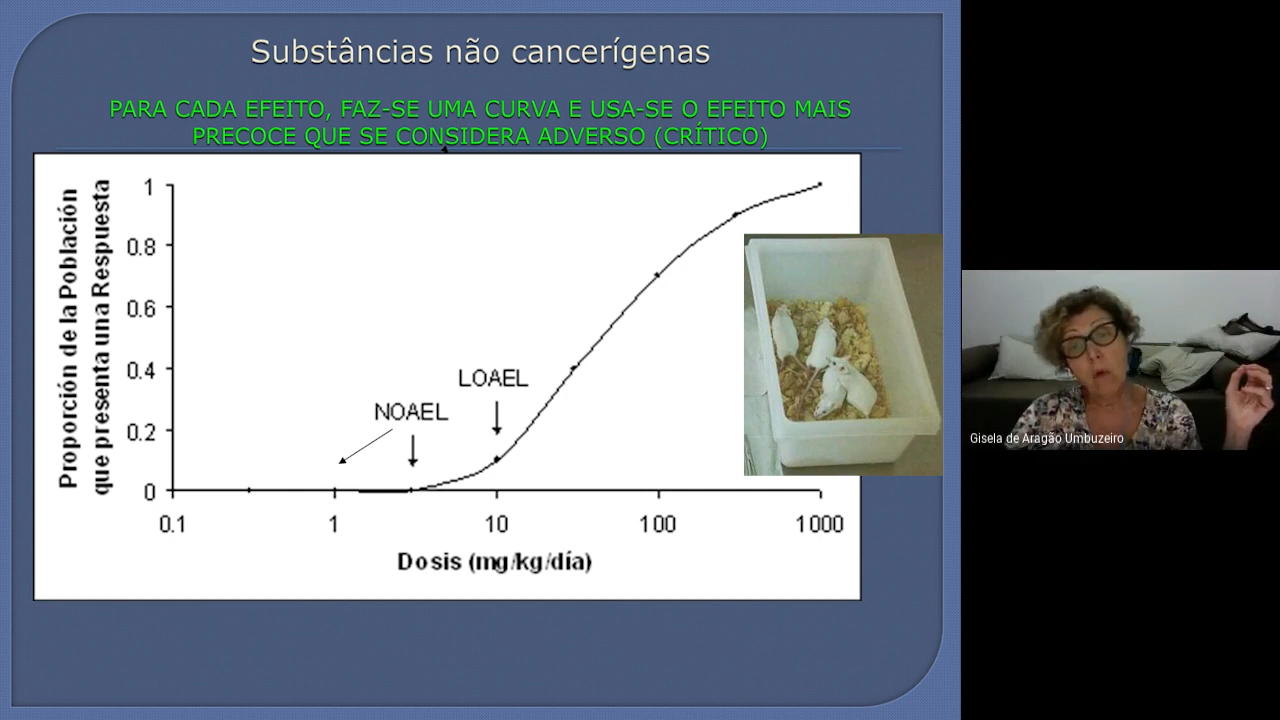 Substâncias não cancerígenas
PARA CADA EFEITO, FAZ-SE UMA CURVA E USA-SE O EFEITO MAIS
PRECOCE QUE SE CONSIDERA ADVERSO (CRÍTICO)
Proporción de la Población
que presenta una Respuesta
1
0.8
0.6
0.4
0.2
0
LOAEL
NOAEL
0.1
1
10
100
1000
Dosis (mg/kg/día)
Gisela de Aragão Umbuzeiro